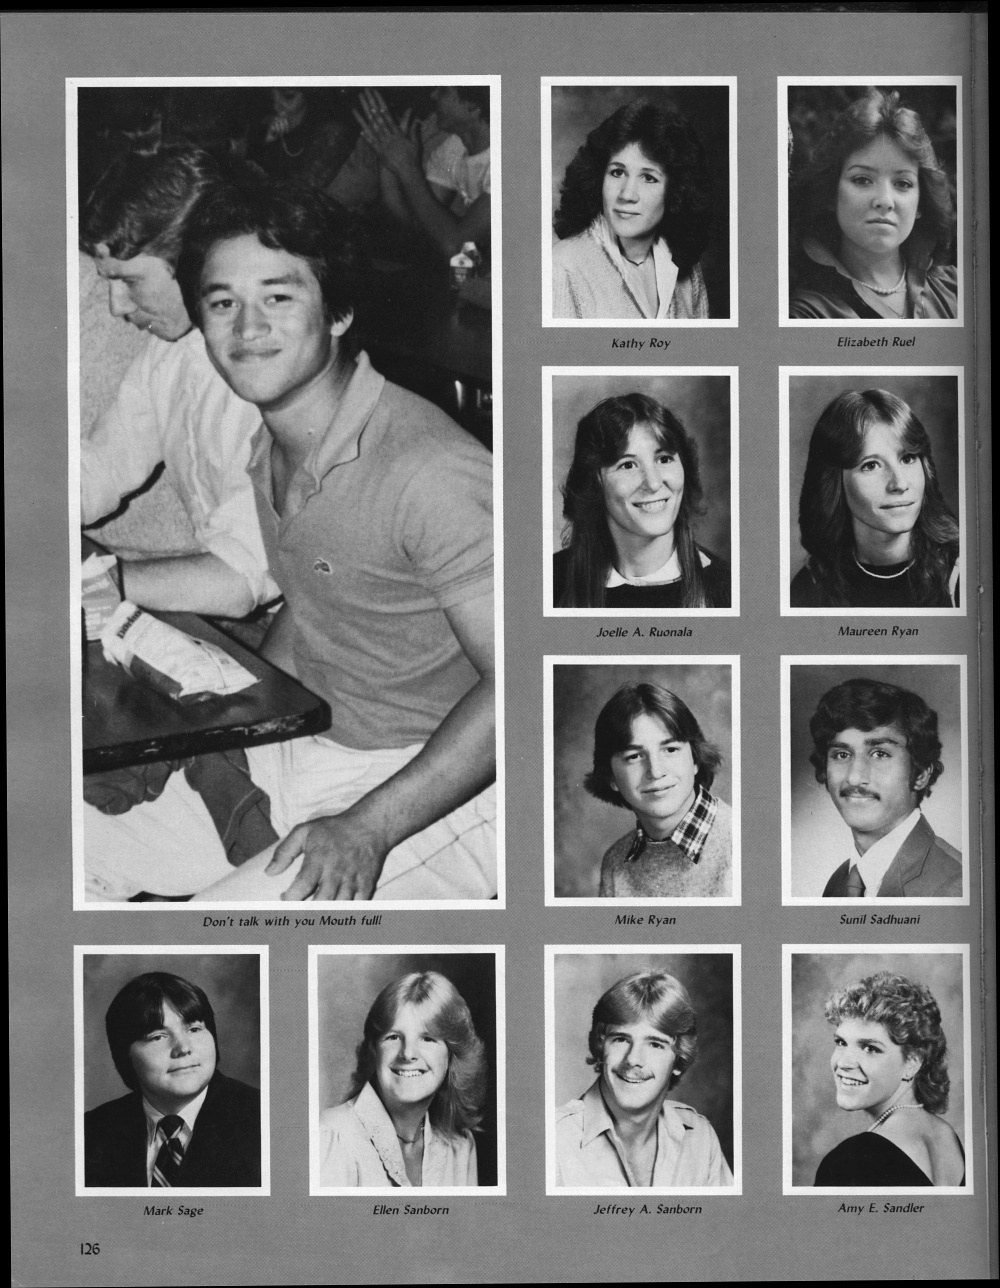 Kathy Roy
Elizabeth Ruel
Joelle A. Ruonala
Maureen Ryan
Don't talk with you Mouth full!
Mike Ryan
Sunil Sadhuani
Mark Sage
Ellen Sanborn
Jeffrey A. Sanborn
Amy E. Sandler
126